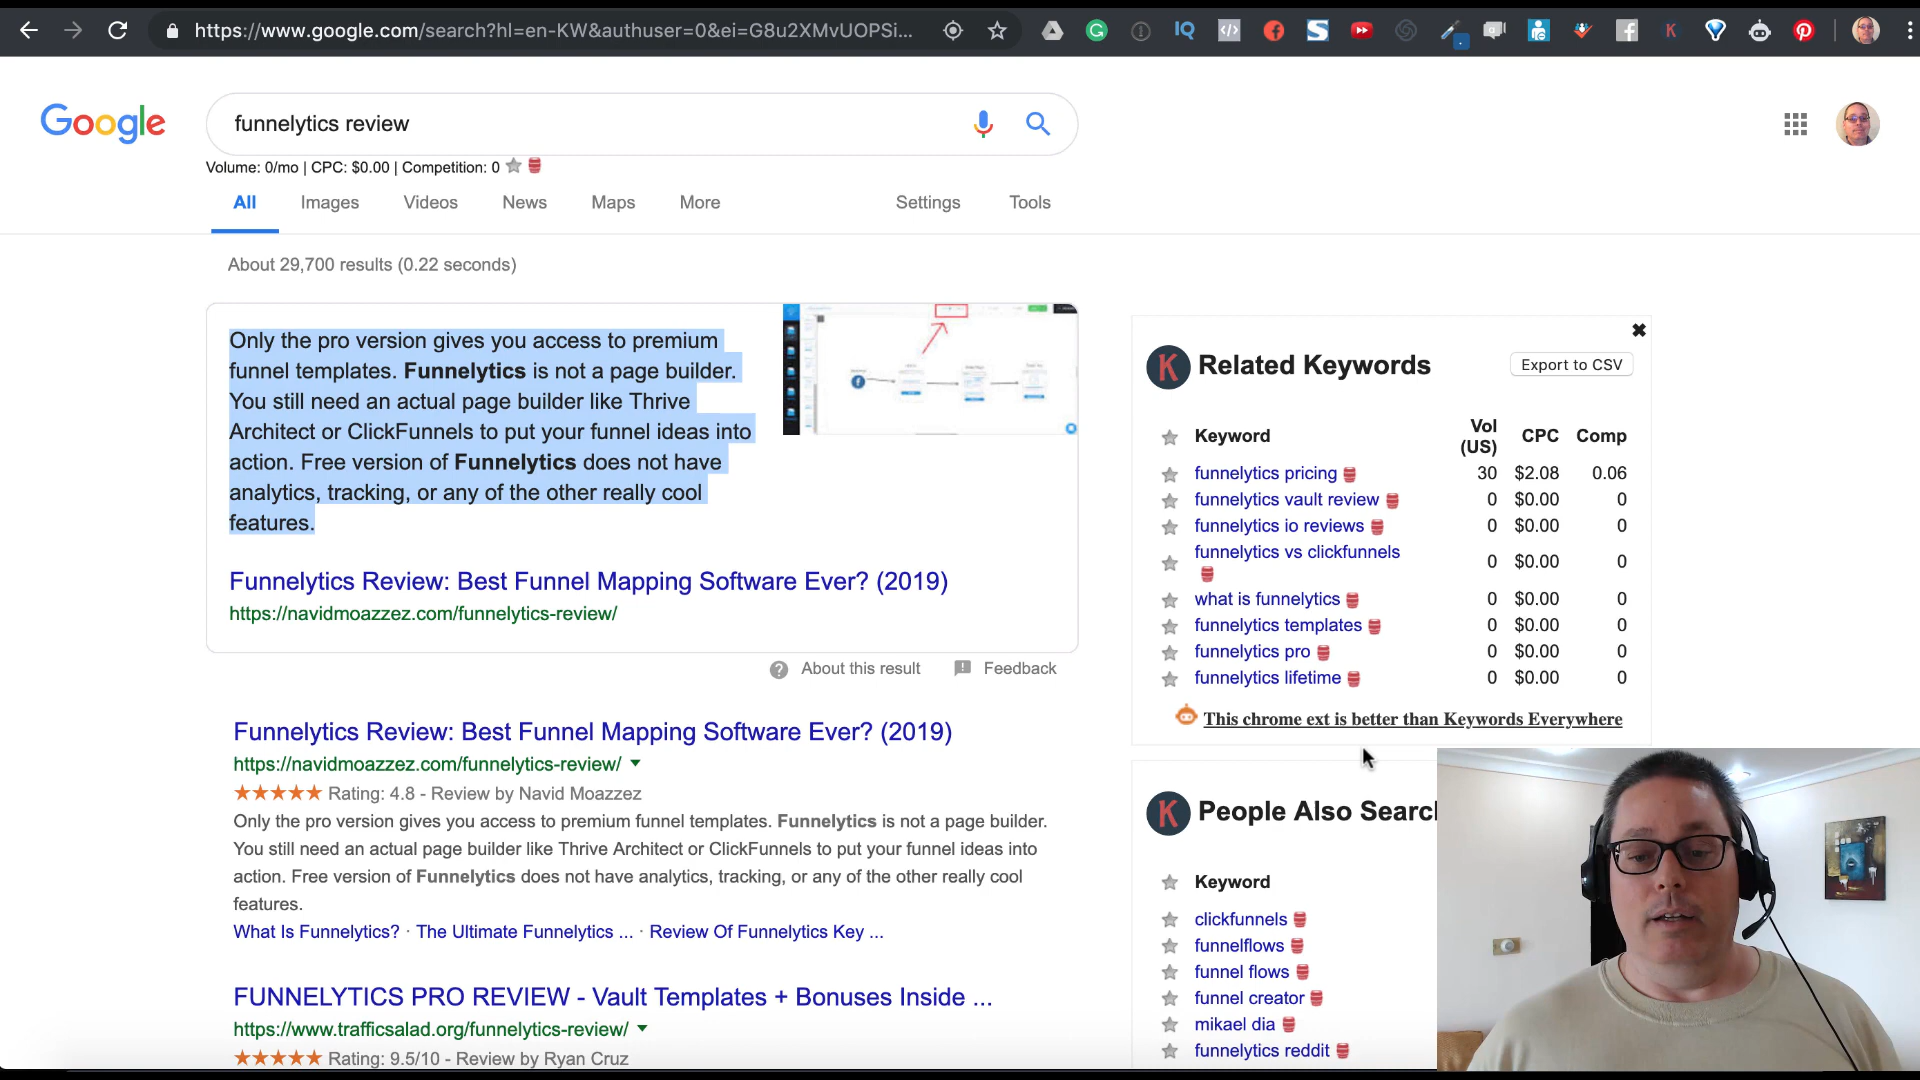 https://www.google.com/search?hl=en-KW&authuser=0&ei=G8u2XMvUOPSi...
Google
funnelytics review
Volume: 0/mo | CPC: $0.00 | Competition: 0
All Images Videos News Maps More Settings Tools
About 29,700 results (0.22 seconds)
Only the pro version gives you access to premium
funnel templates. Funnelytics is not a page builder.
You still need an actual page builder like Thrive
Architect or ClickFunnels to put your funnel ideas into
action. Free version of Funnelytics does not have
analytics, tracking, or any of the other really cool
features.
Funnelytics Review: Best Funnel Mapping Software Ever? (2019)
https://navidmoazzez.com/funnelytics-review/
About this result Feedback
Funnelytics Review: Best Funnel Mapping Software Ever? (2019)
https://navidmoazzez.com/funnelytics-review/
★★★★★ Rating: 4.8 - Review by Navid Moazzez
Only the pro version gives you access to premium funnel templates. Funnelytics is not a page builder.
You still need an actual page builder like Thrive Architect or ClickFunnels to put your funnel ideas into
action. Free version of Funnelytics does not have analytics, tracking, or any of the other really cool
features.
What Is Funnelytics? · The Ultimate Funnelytics ... · Review Of Funnelytics Key ...
FUNNELYTICS PRO REVIEW - Vault Templates + Bonuses Inside ...
https://www.trafficsalad.org/funnelytics-review/
★★★★★ Rating: 9.5/10 - Review by Ryan Cruz
K Related Keywords Export to CSV
Keyword Vol (US) CPC Comp
funnelytics pricing 30 $2.08 0.06
funnelytics vault review 0 $0.00 0
funnelytics io reviews 0 $0.00 0
funnelytics vs clickfunnels 0 $0.00 0
what is funnelytics 0 $0.00 0
funnelytics templates 0 $0.00 0
funnelytics pro 0 $0.00 0
funnelytics lifetime 0 $0.00 0
This chrome ext is better than Keywords Everywhere
K People Also Search
Keyword
clickfunnels
funnelflows
funnel flows
funnel creator
mikael dia
funnelytics reddit